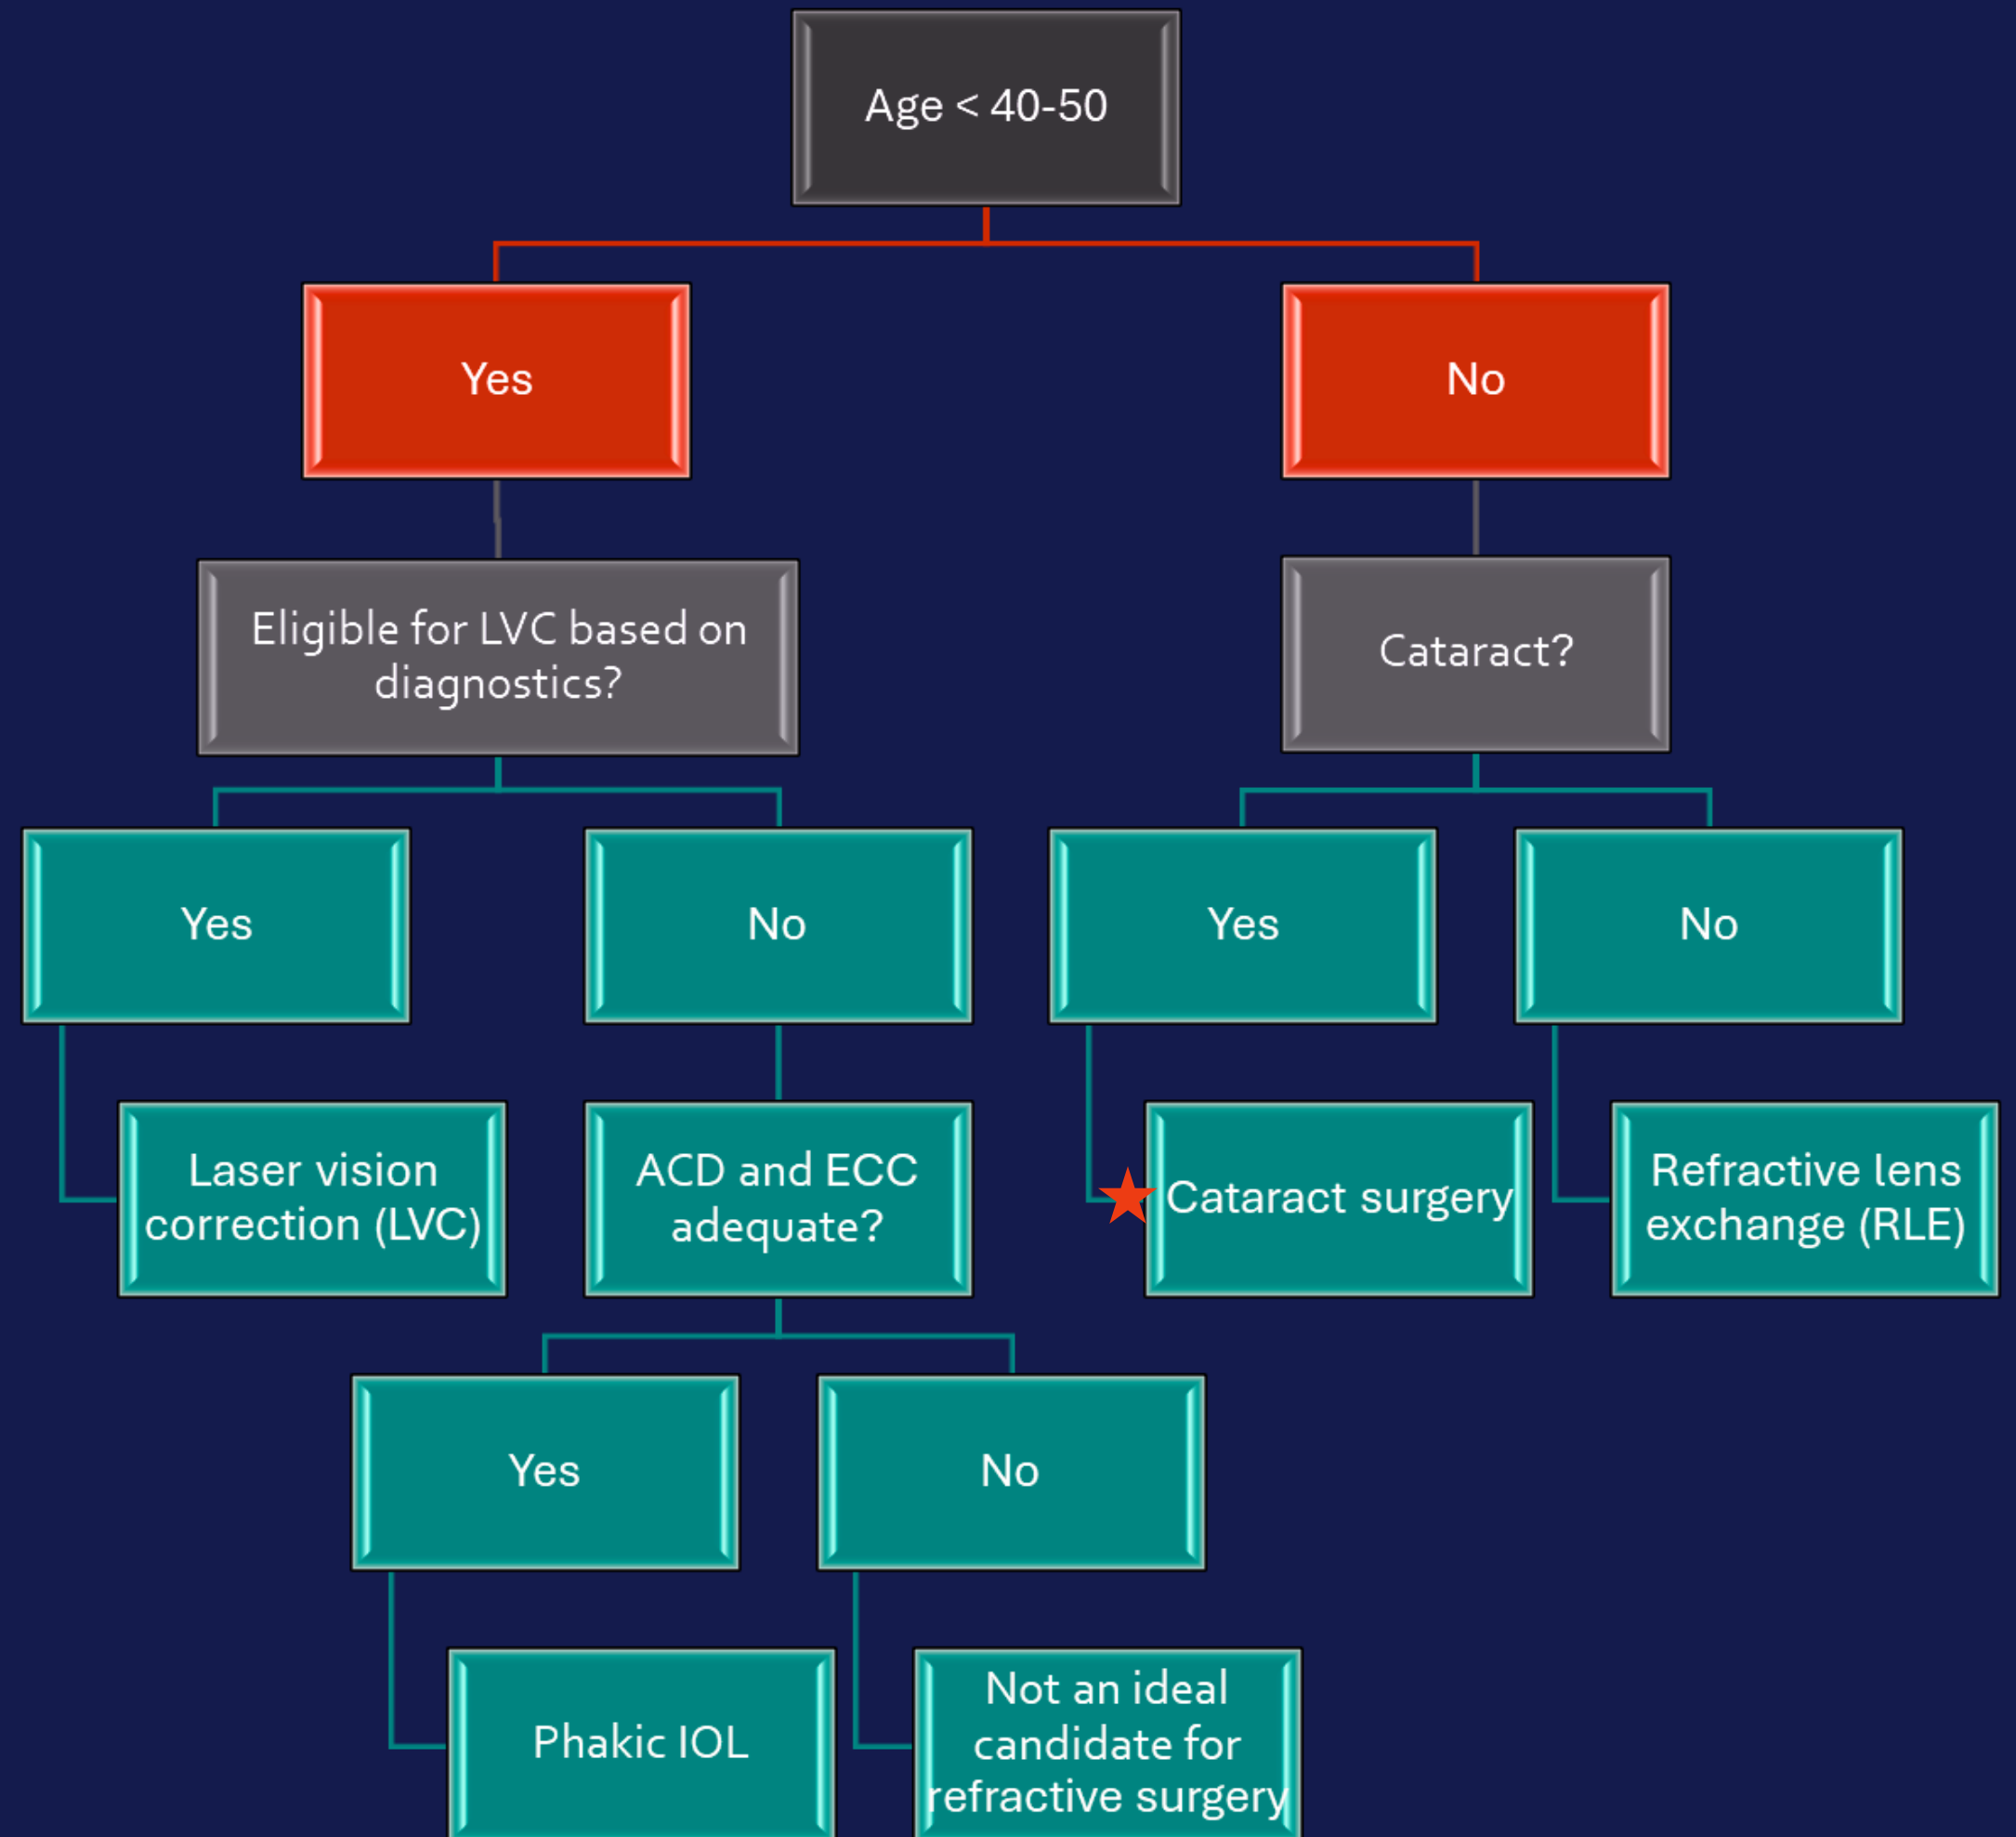 Age < 40-50
Yes
No
Eligible for LVC based on
diagnostics?
Cataract?
Yes
No
Yes
No
Laser vision
correction (LVC)
ACD and ECC
adequate?
Cataract surgery
Refractive lens
exchange (RLE)
Yes
No
Phakic IOL
Not an ideal
candidate for
refractive surgery